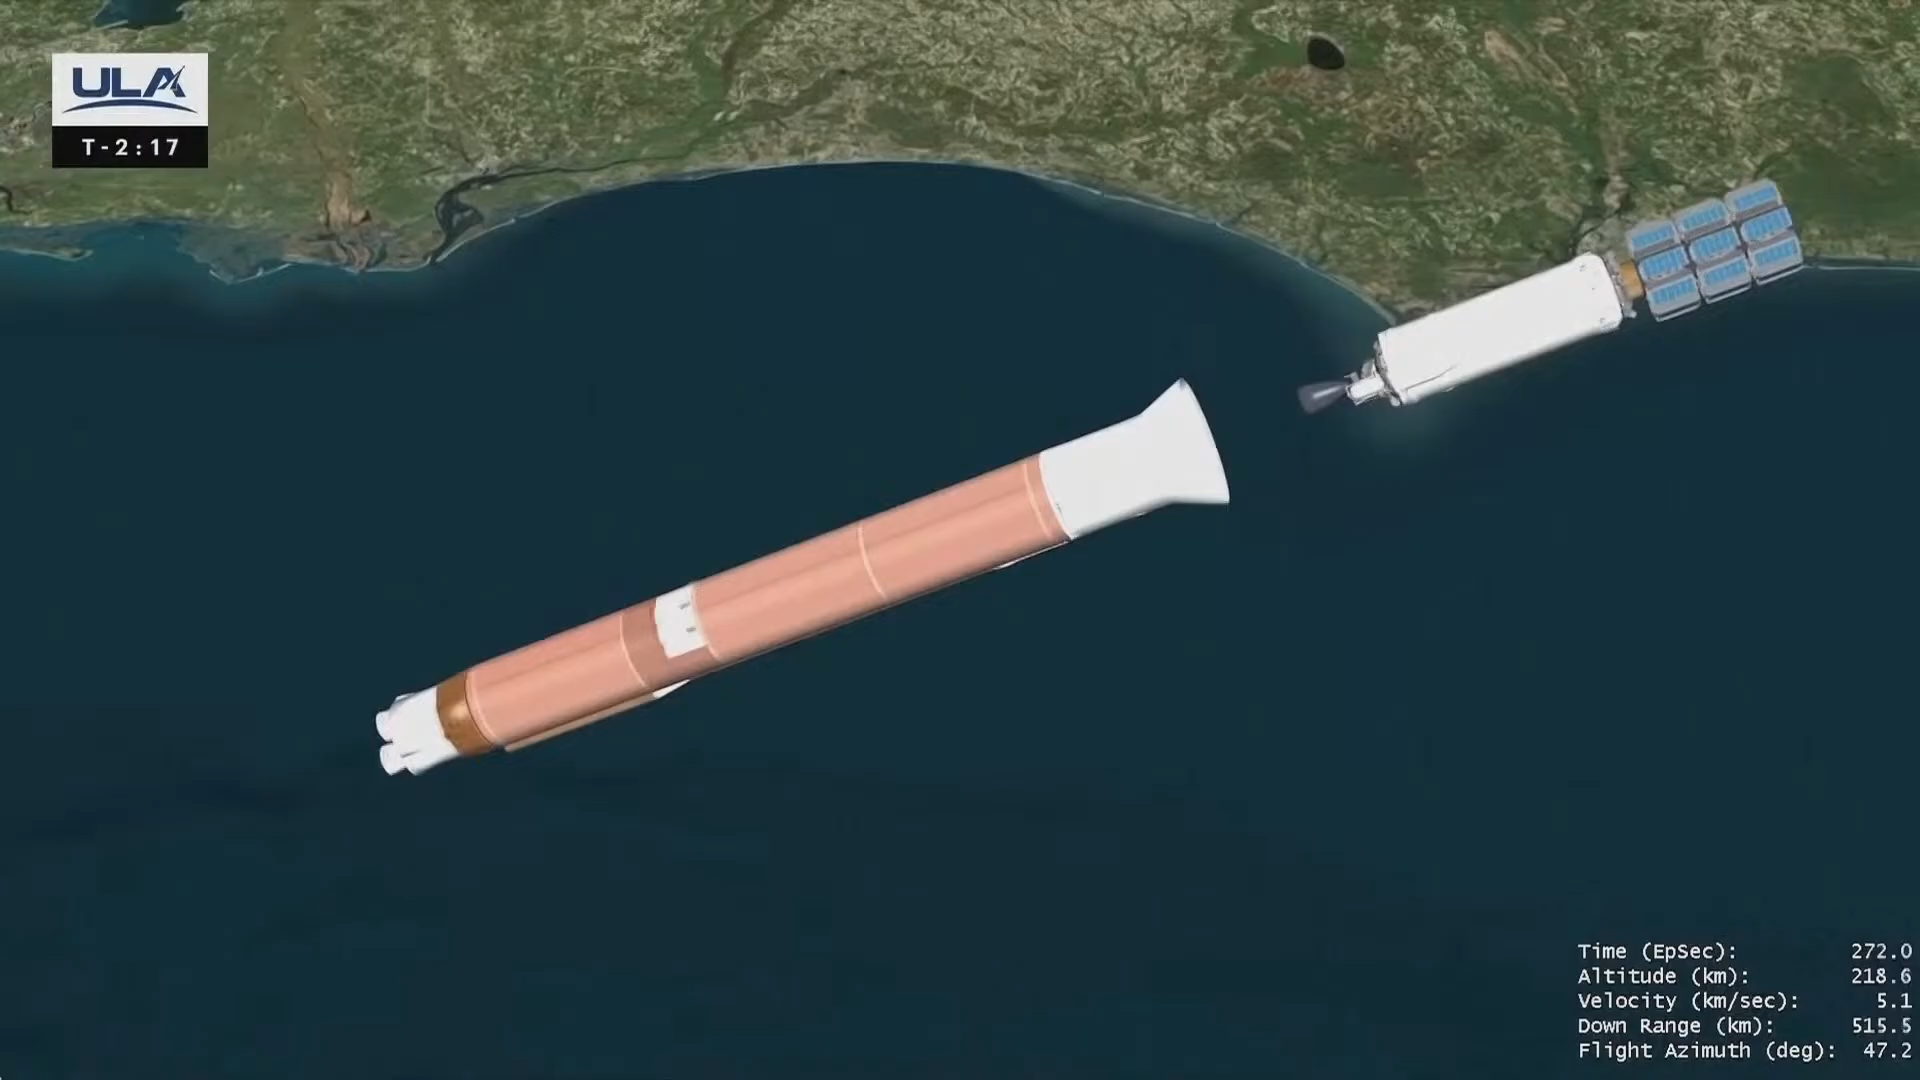 ULA
T-2:17
Time (EpSec): 272.0
Altitude (km): 218.6
Velocity (km/sec): 5.1
Down Range (km): 515.5
Flight Azimuth (deg): 47.2